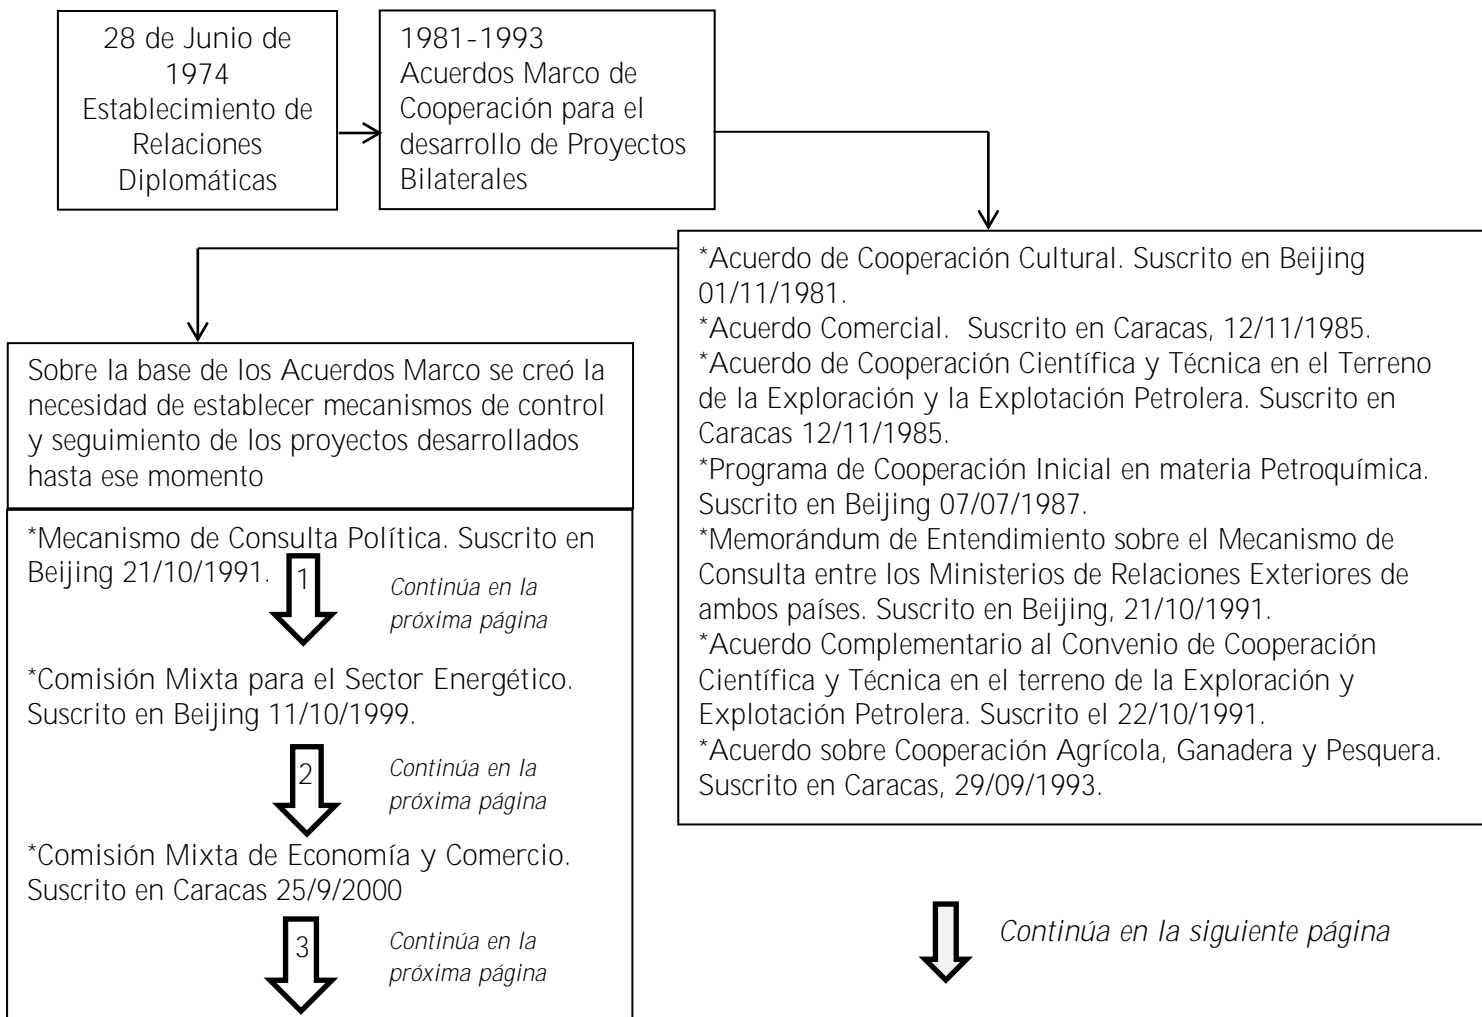 28 de Junio de
1974
Establecimiento de
Relaciones
Diplomáticas
1981-1993
Acuerdos Marco de
Cooperación para el
desarrollo de Proyectos
Bilaterales
*Acuerdo de Cooperación Cultural. Suscrito en Beijing
01/11/1981.
*Acuerdo Comercial.  Suscrito en Caracas, 12/11/1985.
*Acuerdo de Cooperación Científica y Técnica en el Terreno
de la Exploración y la Explotación Petrolera. Suscrito en
Caracas 12/11/1985.
*Programa de Cooperación Inicial en materia Petroquímica.
Suscrito en Beijing 07/07/1987.
*Memorándum de Entendimiento sobre el Mecanismo de
Consulta entre los Ministerios de Relaciones Exteriores de
ambos países. Suscrito en Beijing, 21/10/1991.
*Acuerdo Complementario al Convenio de Cooperación
Científica y Técnica en el terreno de la Exploración y
Explotación Petrolera. Suscrito el 22/10/1991.
*Acuerdo sobre Cooperación Agrícola, Ganadera y Pesquera.
Suscrito en Caracas, 29/09/1993.
Sobre la base de los Acuerdos Marco se creó la
necesidad de establecer mecanismos de control
y seguimiento de los proyectos desarrollados
hasta ese momento
*Mecanismo de Consulta Política. Suscrito en
Beijing 21/10/1991.
1
Continúa en la
próxima página
*Comisión Mixta para el Sector Energético.
Suscrito en Beijing 11/10/1999.
2
Continúa en la
próxima página
*Comisión Mixta de Economía y Comercio.
Suscrito en Caracas 25/9/2000
3
Continúa en la
próxima página
Continúa en la siguiente página